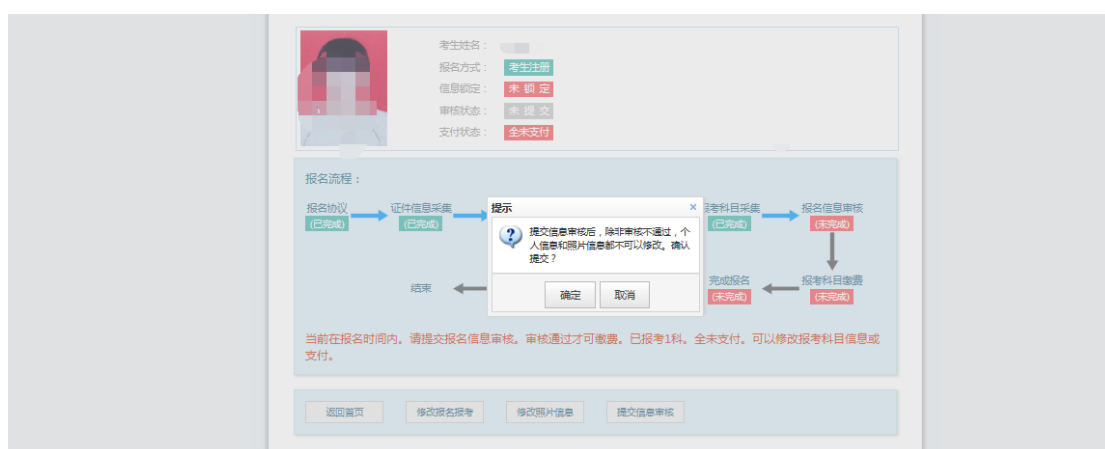 考生姓名：
报名方式： 考生注册
信息锁定： 未 锁 定
审核状态： 未 提 交
支付状态： 全未支付
报名流程：
报名协议 证件信息采集 报考科目采集 报名信息审核
(已完成) (已完成) (已完成) (未完成)
提示 ×
提交信息审核后，除非审核不通过，个
人信息和照片信息都不可以修改。确认
提交？
确定 取消
结束 完成报名 报考科目缴费
(未完成) (未完成)
当前在报名时间内。请提交报名信息审核。审核通过才可缴费。已报考1科。全未支付。可以修改报考科目信息或
支付。
返回首页 修改报名报考 修改照片信息 提交信息审核